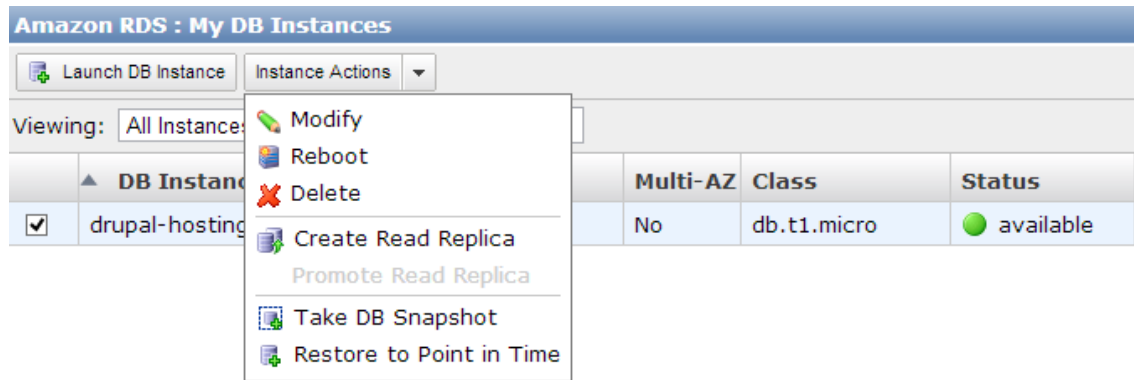 Amazon RDS : My DB Instances
Launch DB Instance Instance Actions
Viewing: All Instances
Modify
Reboot
Delete
Create Read Replica
Promote Read Replica
Take DB Snapshot
Restore to Point in Time
DB Instanc Multi-AZ Class Status
drupal-hosting No db.t1.micro available